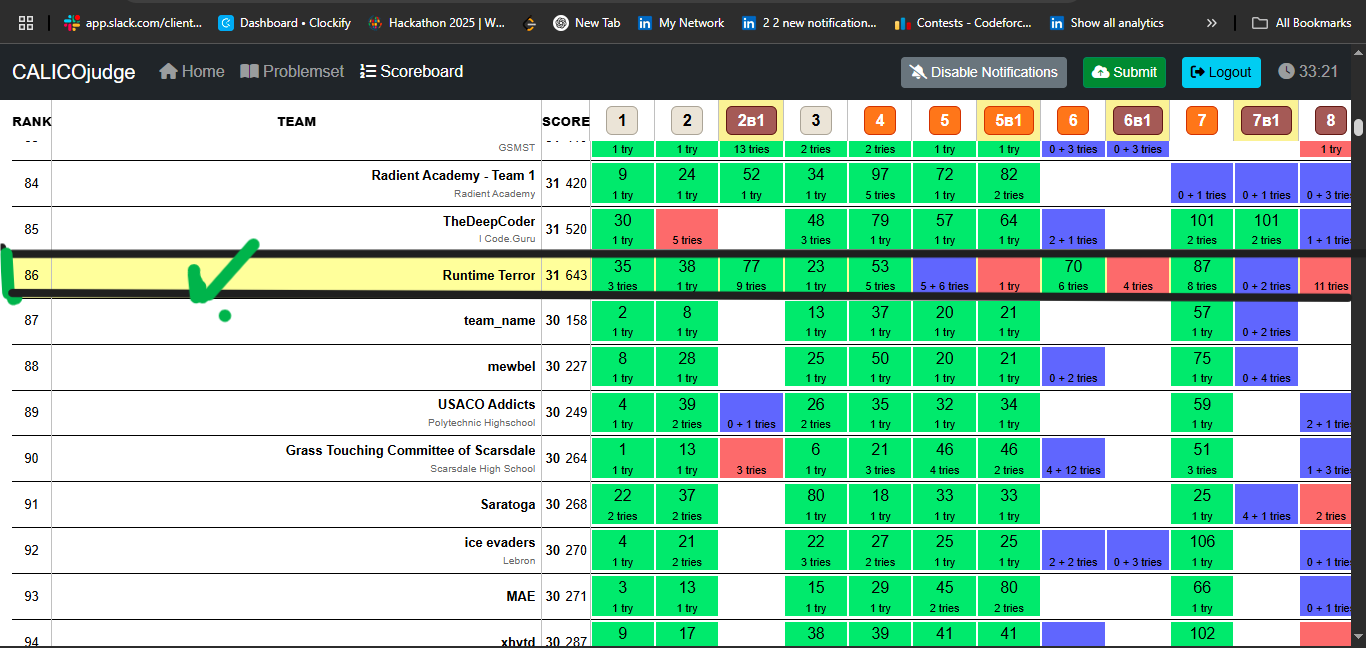 app.slack.com/client... Dashboard • Clockify Hackathon 2025 | W... New Tab My Network 2 2 new notification... Contests - Codeforc... Show all analytics » All Bookmarks
CALICOjudge Home Problemset Scoreboard Disable Notifications Submit Logout 33:21
RANK TEAM SCORE 1 2 2B1 3 4 5 5B1 6 6B1 7 7B1 8
GSMST 1 try 1 try 13 tries 2 tries 2 tries 1 try 1 try 0 + 3 tries 0 + 3 tries 1 try
84 Radient Academy - Team 1 31 420 9 24 52 34 97 72 82
Radient Academy 1 try 1 try 1 try 1 try 5 tries 1 try 2 tries 0 + 1 tries 0 + 1 tries 0 + 3 trie
85 TheDeepCoder 31 520 30 48 79 57 64 101 101
I Code.Guru 1 try 5 tries 3 tries 1 try 1 try 1 try 2 + 1 tries 2 tries 2 tries 1 + 1 trie
86 Runtime Terror 31 643 35 38 77 23 53 70 87
3 tries 1 try 9 tries 1 try 5 tries 5 + 6 tries 1 try 6 tries 4 tries 8 tries 0 + 2 tries 11 tries
87 team_name 30 158 2 8 13 37 20 21 57
1 try 1 try 1 try 1 try 1 try 1 try 1 try 0 + 2 tries
88 mewbel 30 227 8 28 25 50 20 21 75
1 try 1 try 1 try 1 try 1 try 1 try 0 + 2 tries 1 try 0 + 4 tries
89 USACO Addicts 30 249 4 39 26 35 32 34 59
Polytechnic Highschool 1 try 2 tries 0 + 1 tries 2 tries 1 try 1 try 1 try 1 try 2 + 1 trie
90 Grass Touching Committee of Scarsdale 30 264 1 13 6 21 46 46 51
Scarsdale High School 1 try 1 try 3 tries 1 try 3 tries 4 tries 2 tries 4 + 12 tries 3 tries 1 + 3 trie
91 Saratoga 30 268 22 37 80 18 33 33 25
2 tries 2 tries 1 try 1 try 1 try 1 try 1 try 4 + 1 tries 2 tries
92 ice evaders 30 270 4 21 22 27 25 25 106
Lebron 1 try 2 tries 3 tries 2 tries 1 try 1 try 2 + 2 tries 0 + 3 tries 1 try 0 + 1 trie
93 MAE 30 271 3 13 15 29 45 80 66
1 try 1 try 1 try 1 try 2 tries 2 tries 1 try 0 + 1 trie
94 xhytd 30 287 9 17 38 39 41 41 102